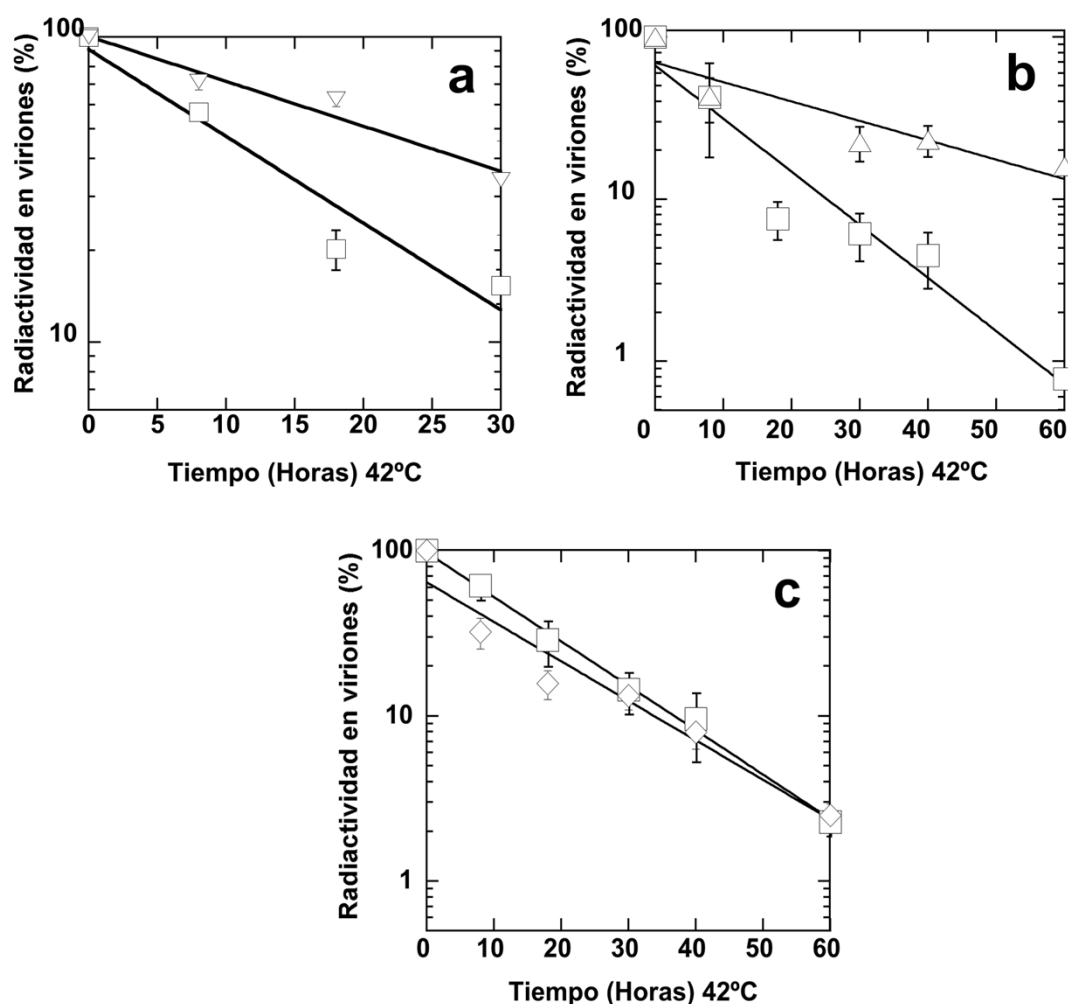 Radiactividad en viriones (%)
100
10
a
0 5 10 15 20 25 30
Tiempo (Horas) 42ºC
Radiactividad en viriones (%)
100
10
1
b
0 10 20 30 40 50 60
Tiempo (Horas) 42ºC
Radiactividad en viriones (%)
100
10
1
c
0 10 20 30 40 50 60
Tiempo (Horas) 42ºC